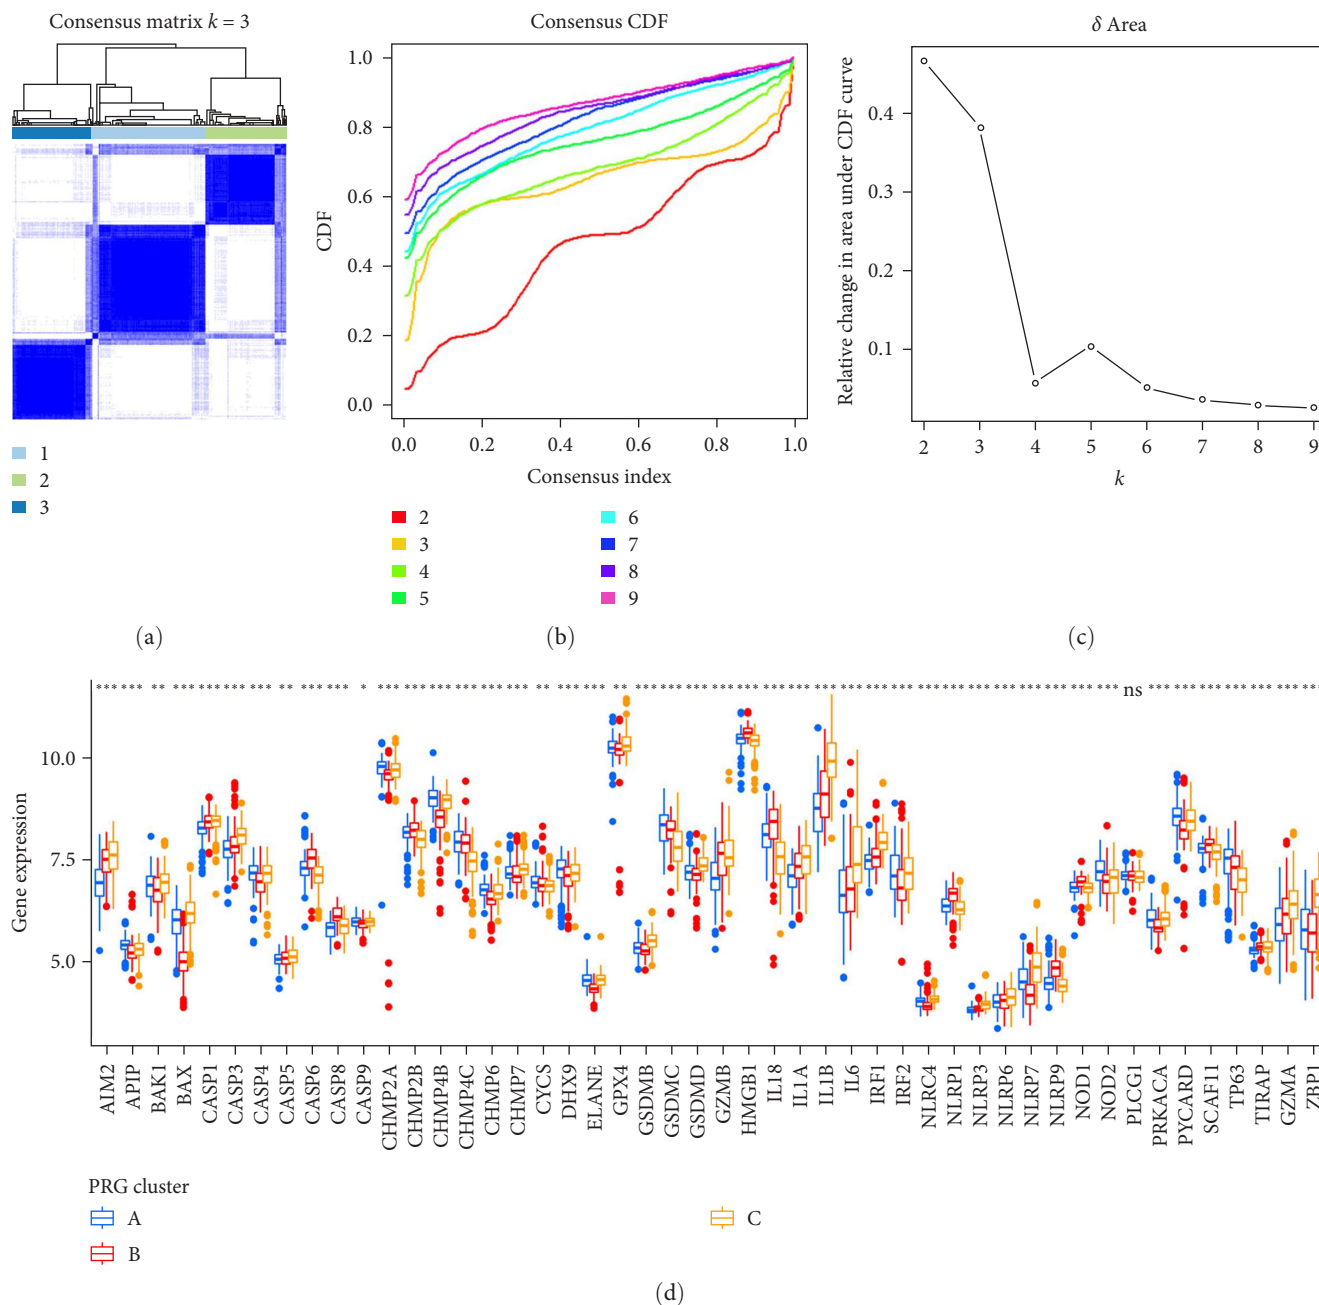 Consensus matrix k = 3
1
2
3
(a)
Consensus CDF
CDF
1.0
0.8
0.6
0.4
0.2
0.0
0.0 0.2 0.4 0.6 0.8 1.0
Consensus index
2 6
3 7
4 8
5 9
(b)
δ Area
Relative change in area under CDF curve
0.4
0.3
0.2
0.1
2 3 4 5 6 7 8 9
k
(c)
*** *** ** *** *** *** *** ** *** *** * *** *** *** *** *** *** ** *** *** ** *** *** *** *** *** *** *** *** *** *** *** *** *** *** *** *** *** *** *** ns *** *** *** *** *** *** ***
Gene expression
10.0
7.5
5.0
AIM2 APIP BAK1 BAX CASP1 CASP3 CASP4 CASP5 CASP6 CASP8 CASP9 CHMP2A CHMP2B CHMP4B CHMP4C CHMP6 CHMP7 CYCS DHX9 ELANE GPX4 GSDMB GSDMC GSDMD GZMB HMGB1 IL18 IL1A IL1B IL6 IRF1 IRF2 NLRC4 NLRP1 NLRP3 NLRP6 NLRP7 NLRP9 NOD1 NOD2 PLCG1 PRKACA PYCARD SCAF11 TP63 TIRAP GZMA ZBP1
PRG cluster
A C
B
(d)